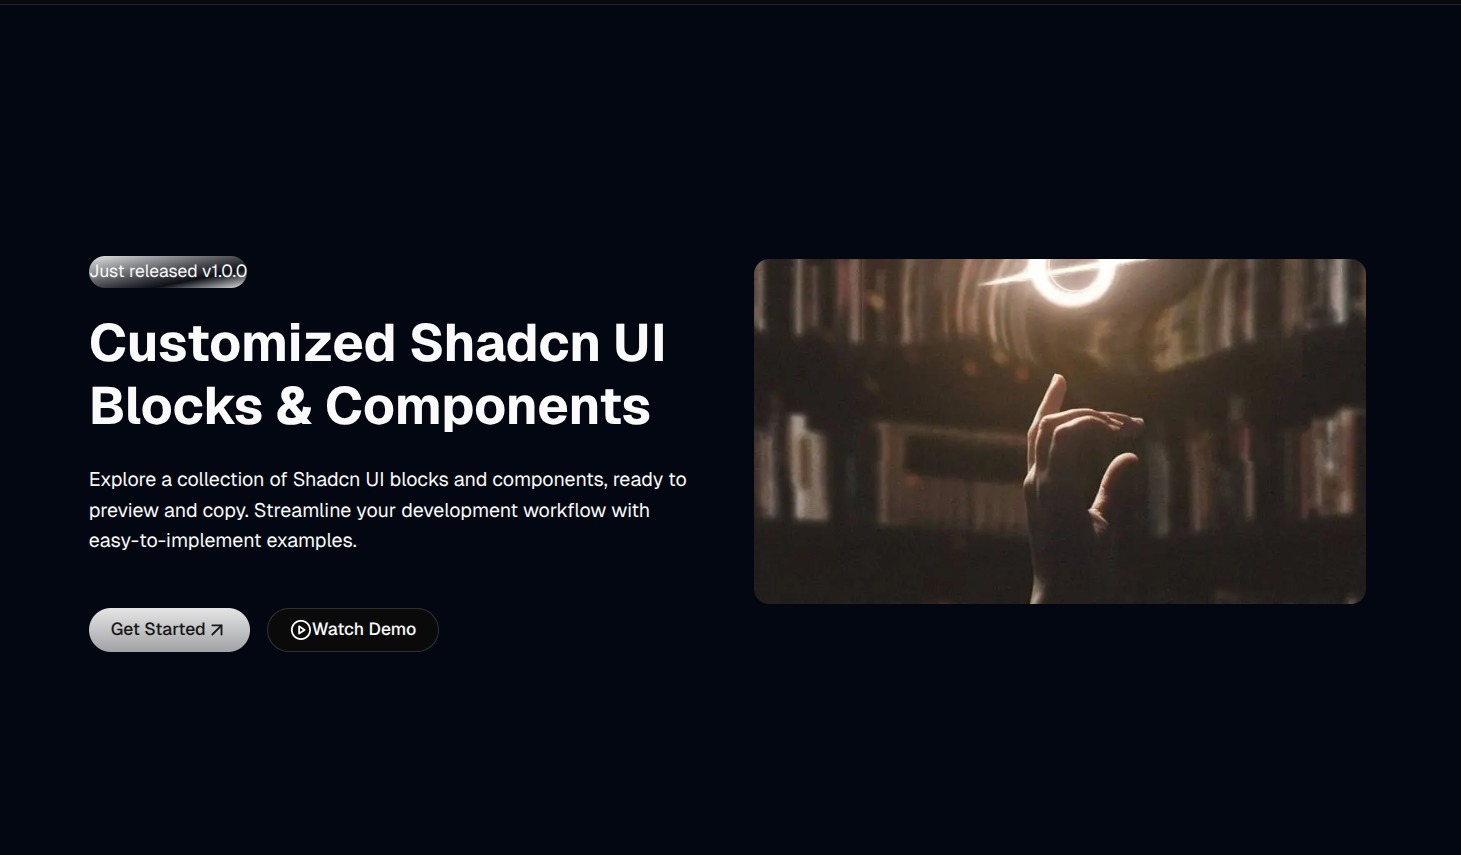 Just released v1.0.0
Customized Shadcn UI
Blocks & Components
Explore a collection of Shadcn UI blocks and components, ready to
preview and copy. Streamline your development workflow with
easy-to-implement examples.
Get Started
Watch Demo